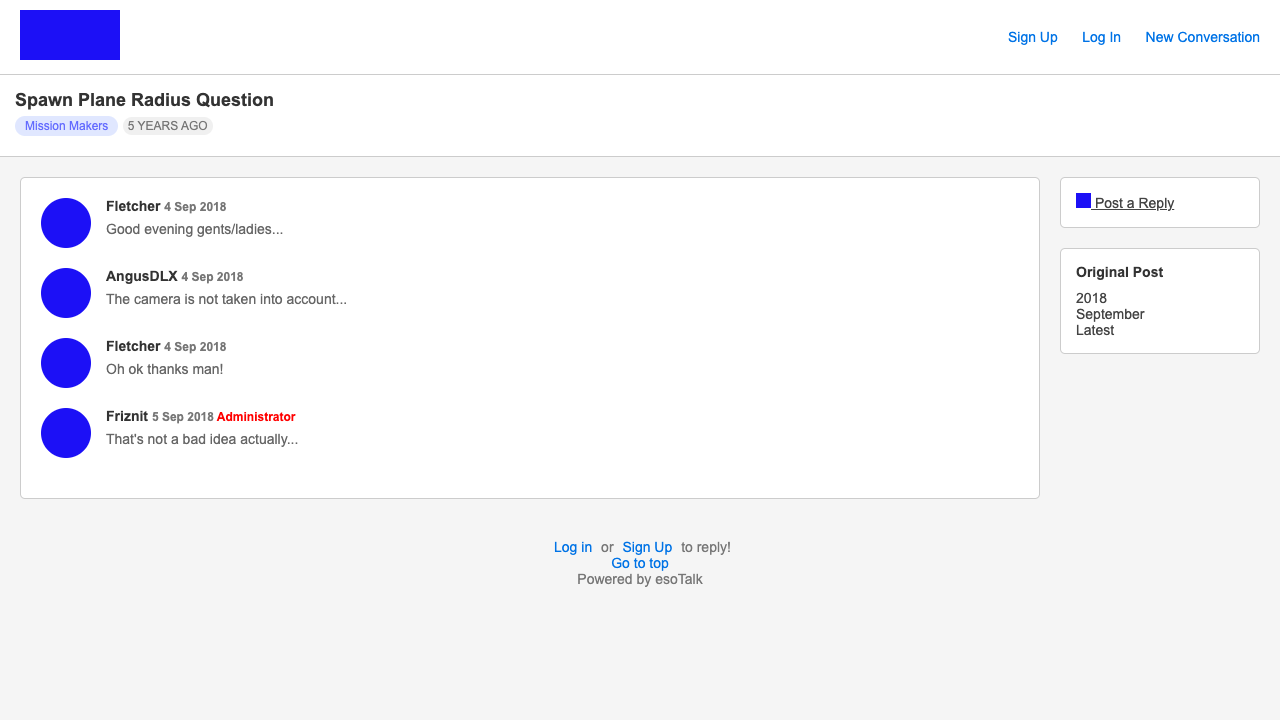 Sign Up Log In New Conversation
Spawn Plane Radius Question
Mission Makers 5 YEARS AGO
Fletcher 4 Sep 2018
Good evening gents/ladies...
AngusDLX 4 Sep 2018
The camera is not taken into account...
Fletcher 4 Sep 2018
Oh ok thanks man!
Friznit 5 Sep 2018 Administrator
That's not a bad idea actually...
Post a Reply
Original Post
2018
September
Latest
Log in or Sign Up to reply!
Go to top
Powered by esoTalk